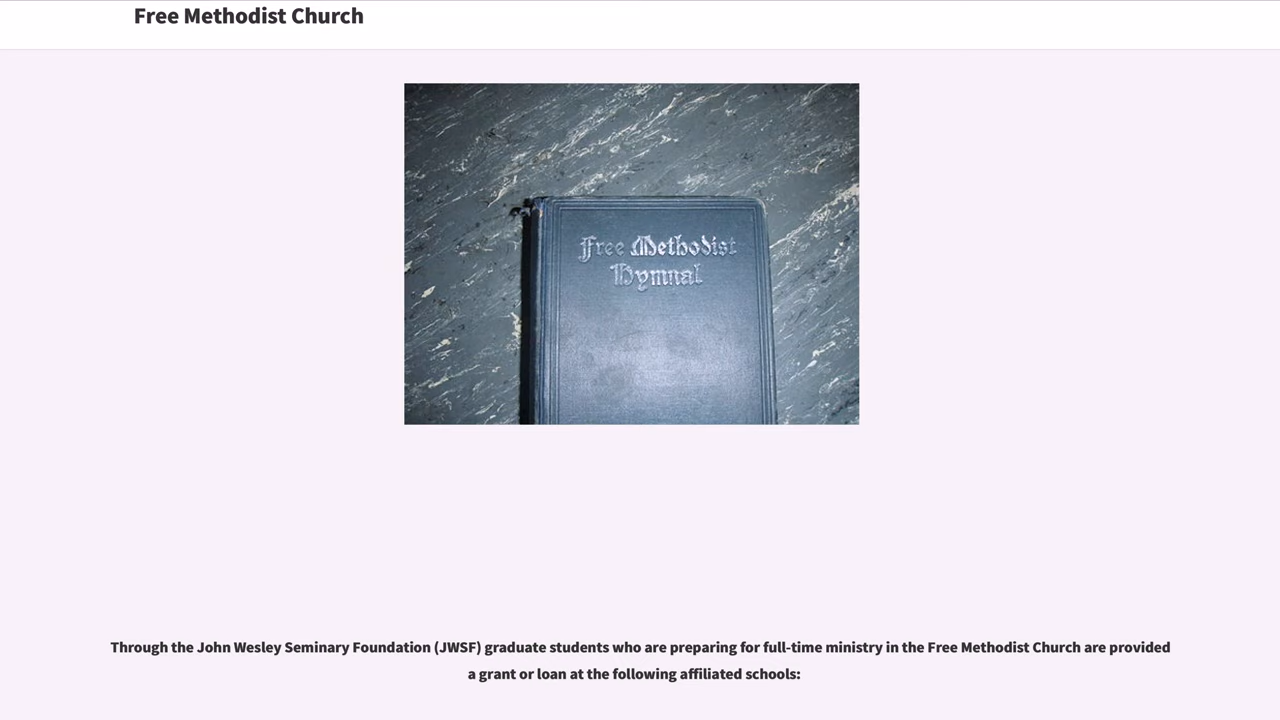 Free Methodist Church
Free Methodist
Hymnal
Through the John Wesley Seminary Foundation (JWSF) graduate students who are preparing for full-time ministry in the Free Methodist Church are provided
a grant or loan at the following affiliated schools: